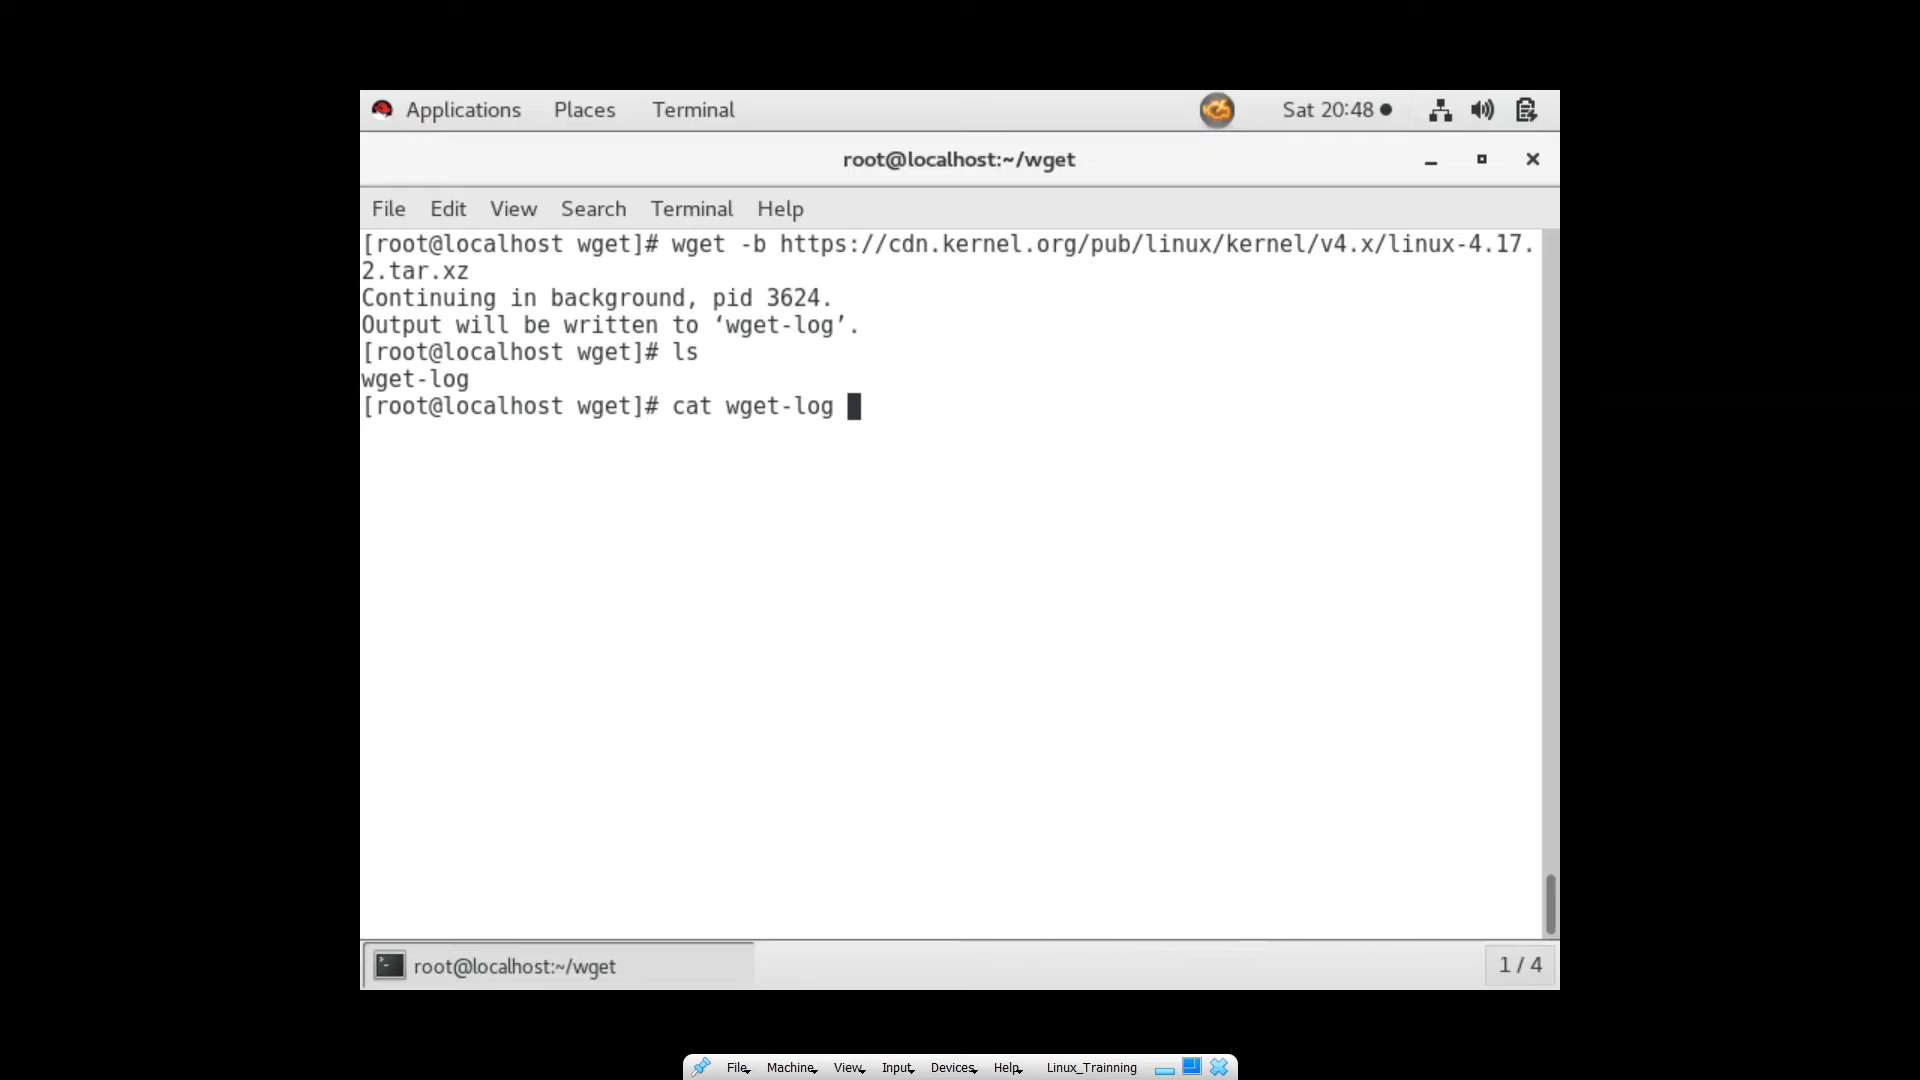 Applications Places Terminal Sat 20:48
root@localhost:~/wget
File Edit View Search Terminal Help
[root@localhost wget]# wget -b https://cdn.kernel.org/pub/linux/kernel/v4.x/linux-4.17.
2.tar.xz
Continuing in background, pid 3624.
Output will be written to ‘wget-log’.
[root@localhost wget]# ls
wget-log
[root@localhost wget]# cat wget-log
root@localhost:~/wget 1 / 4
File Machine View Input Devices Help Linux_Trainning